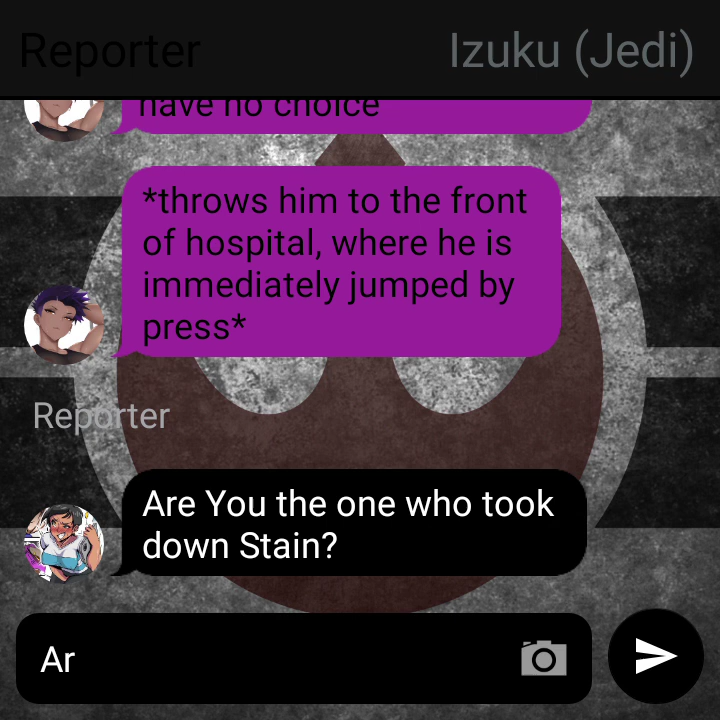 Reporter
Izuku (Jedi)
have no choice
*throws him to the front
of hospital, where he is
immediately jumped by
press*
Reporter
Are You the one who took
down Stain?
Ar